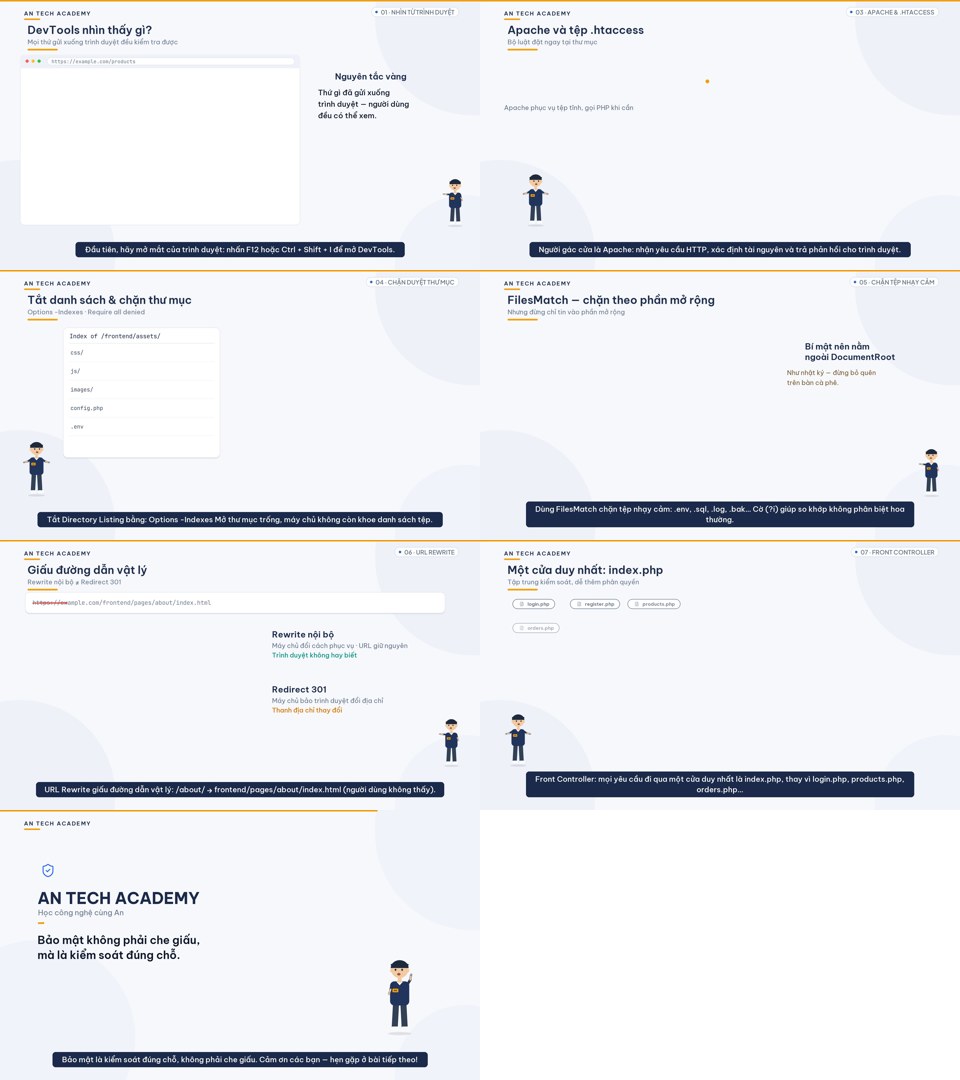 AN TECH ACADEMY
01 · NHÌN TỪ TRÌNH DUYỆT
DevTools nhìn thấy gì?
Mọi thứ gửi xuống trình duyệt đều kiểm tra được
https://example.com/products
Nguyên tắc vàng
Thứ gì đã gửi xuống
trình duyệt — người dùng
đều có thể xem.
Đầu tiên, hãy mở mắt của trình duyệt: nhấn F12 hoặc Ctrl + Shift + I để mở DevTools.
AN TECH ACADEMY
03 · APACHE & .HTACCESS
Apache và tệp .htaccess
Bộ luật đặt ngay tại thư mục
Apache phục vụ tệp tĩnh, gọi PHP khi cần
Người gác cửa là Apache: nhận yêu cầu HTTP, xác định tài nguyên và trả phản hồi cho trình duyệt.
AN TECH ACADEMY
04 · CHẶN DUYỆT THƯ MỤC
Tắt danh sách & chặn thư mục
Options -Indexes · Require all denied
Index of /frontend/assets/
css/
js/
images/
config.php
.env
Tắt Directory Listing bằng: Options -Indexes Mở thư mục trống, máy chủ không còn khoe danh sách tệp.
AN TECH ACADEMY
05 · CHẶN TỆP NHẠY CẢM
FilesMatch — chặn theo phần mở rộng
Nhưng đừng chỉ tin vào phần mở rộng
Bí mật nên nằm
ngoài DocumentRoot
Như nhật ký — đừng bỏ quên
trên bàn cà phê.
Dùng FilesMatch chặn tệp nhạy cảm: .env, .sql, .log, .bak... Cờ (?i) giúp so khớp không phân biệt hoa
thường.
AN TECH ACADEMY
06 · URL REWRITE
Giấu đường dẫn vật lý
Rewrite nội bộ ≠ Redirect 301
https://example.com/frontend/pages/about/index.html
Rewrite nội bộ
Máy chủ đổi cách phục vụ · URL giữ nguyên
Trình duyệt không hay biết
Redirect 301
Máy chủ bảo trình duyệt đổi địa chỉ
Thanh địa chỉ thay đổi
URL Rewrite giấu đường dẫn vật lý: /about/ → frontend/pages/about/index.html (người dùng không thấy).
AN TECH ACADEMY
07 · FRONT CONTROLLER
Một cửa duy nhất: index.php
Tập trung kiểm soát, dễ thêm phân quyền
login.php
register.php
products.php
orders.php
Front Controller: mọi yêu cầu đi qua một cửa duy nhất là index.php, thay vì login.php, products.php,
orders.php...
AN TECH ACADEMY
AN TECH ACADEMY
Học công nghệ cùng An
Bảo mật không phải che giấu,
mà là kiểm soát đúng chỗ.
Bảo mật là kiểm soát đúng chỗ, không phải che giấu. Cảm ơn các bạn — hẹn gặp ở bài tiếp theo!